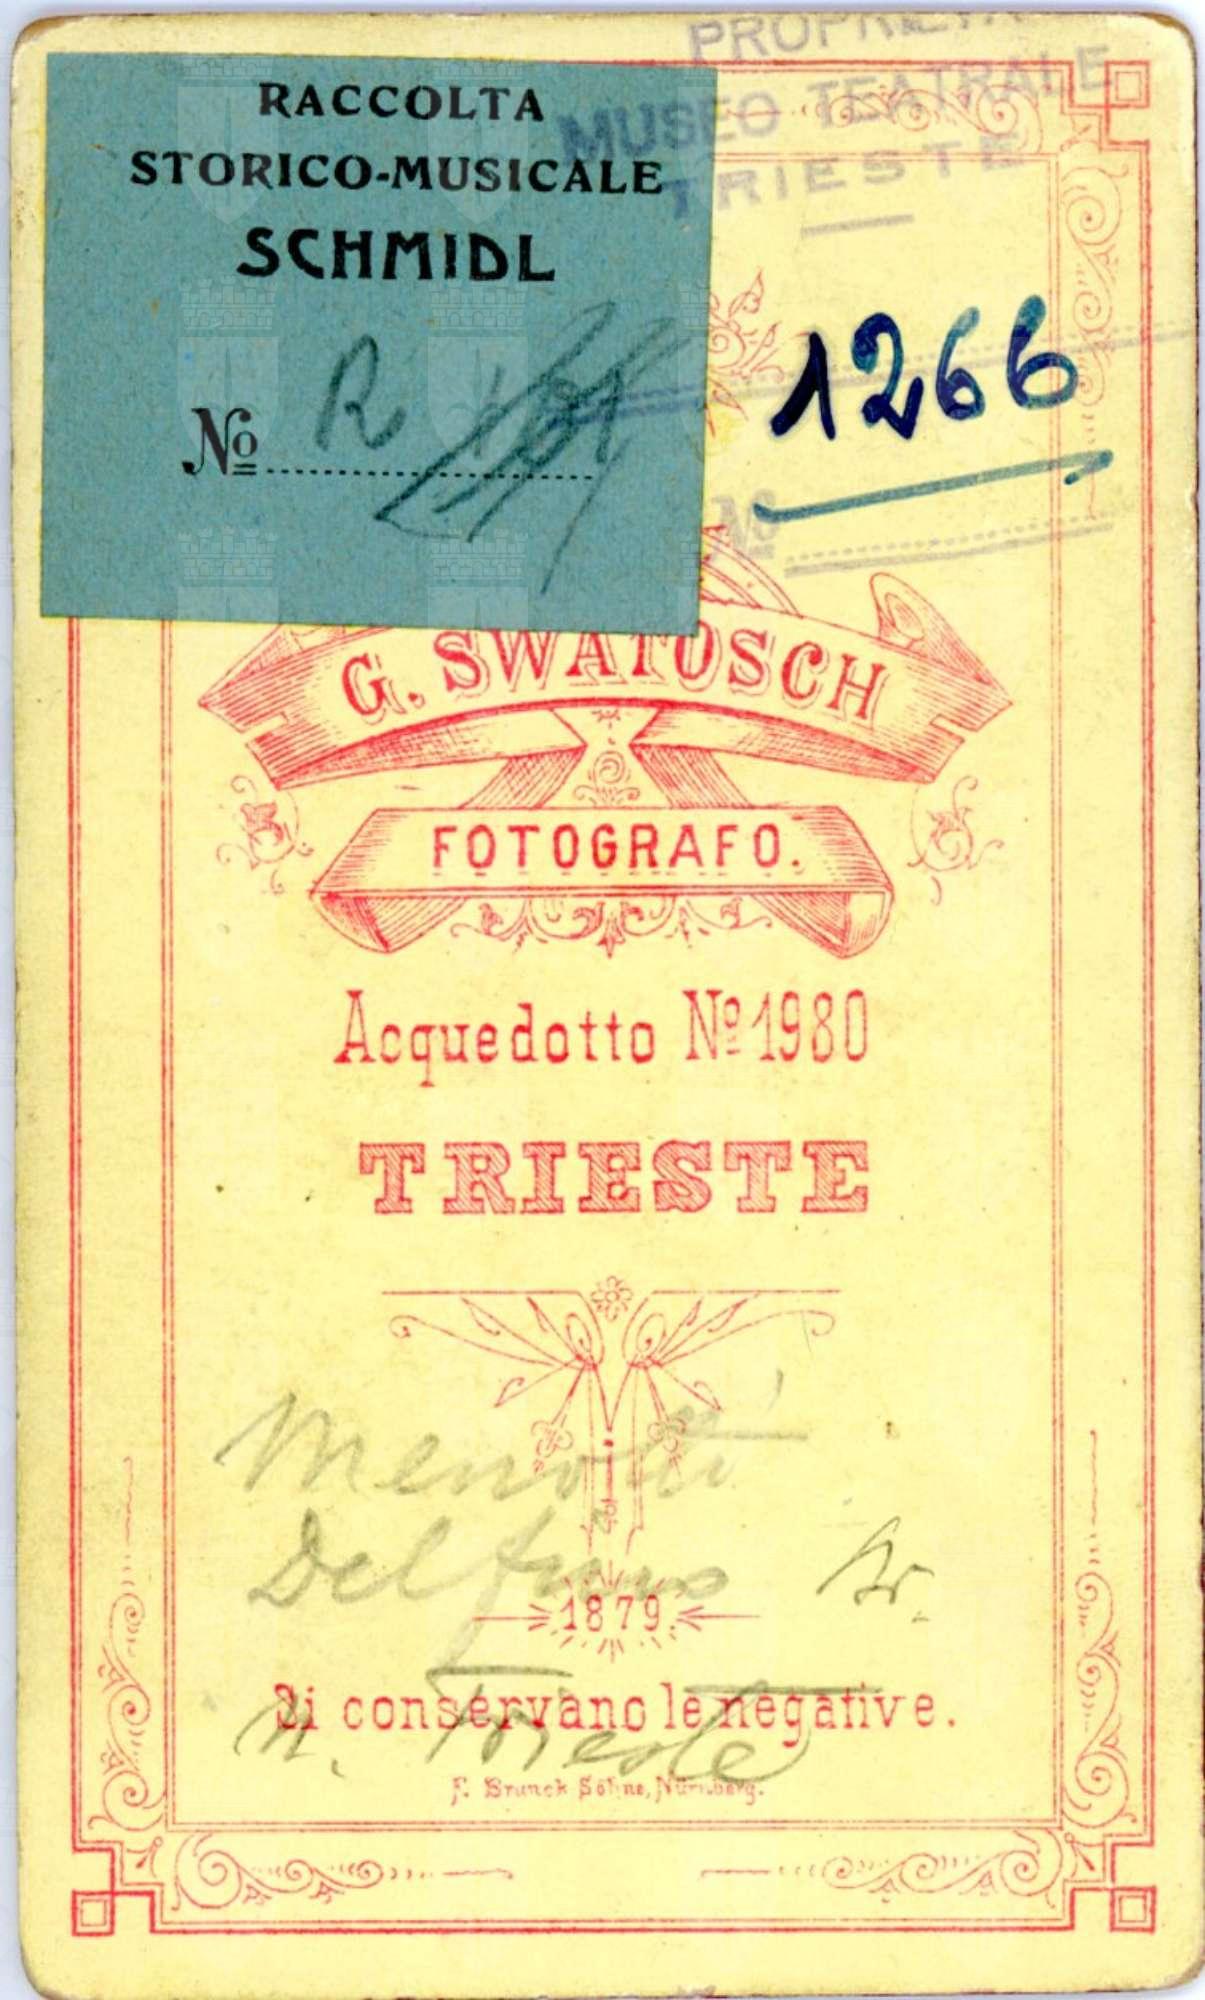 RACCOLTA
STORICO-MUSICALE
SCHMIDL
Nº R
MUSEO TEATRALE
TRIESTE
1266
Nº
G. SWATOSCH
FOTOGRAFO.
Acquedotto Nº 1980
TRIESTE
Menotti
Delfino
1879.
Si conservano le negative.
N. Trieste
F. Brunck Söhne, Nürnberg.